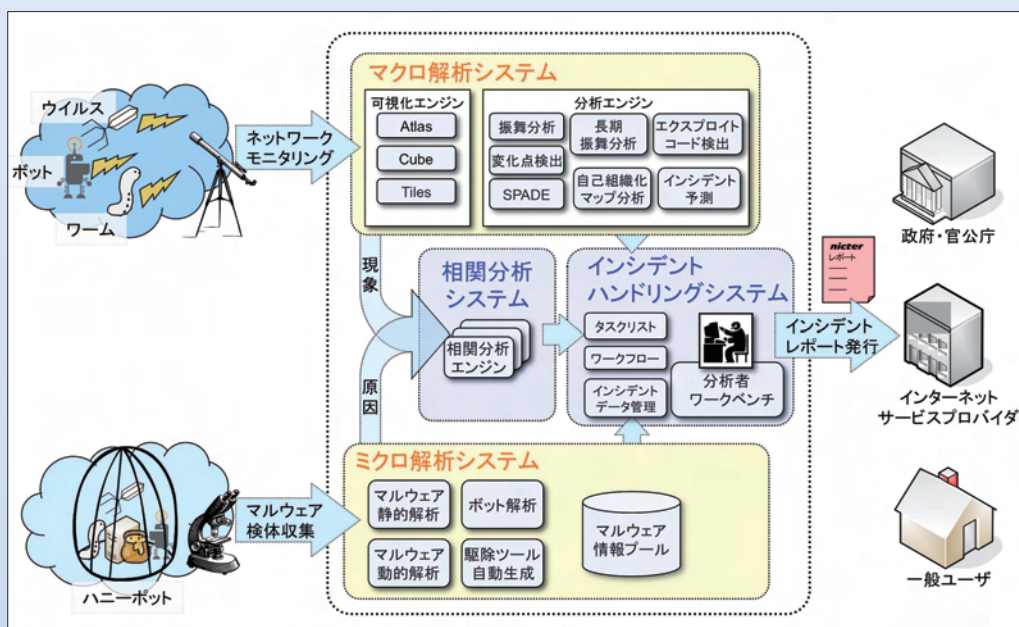 マクロ解析システム
可視化エンジン
Atlas
Cube
Tiles
分析エンジン
振舞分析
長期
振舞分析
エクスプロイト
コード検出
変化点検出
SPADE
自己組織化
マップ分析
インシデント
予測
ウイルス
ボット
ワーム
ネットワーク
モニタリング
現象
原因
相関分析
システム
相関分析
エンジン
インシデント
ハンドリングシステム
タスクリスト
ワークフロー
インシデント
データ管理
分析者
ワークベンチ
nicter
レポート
インシデント
レポート発行
政府・官公庁
インターネット
サービスプロバイダ
一般ユーザ
ミクロ解析システム
マルウェア
静的解析
ボット解析
マルウェア
動的解析
駆除ツール
自動生成
マルウェア
情報プール
マルウェア
検体収集
ハニーポット